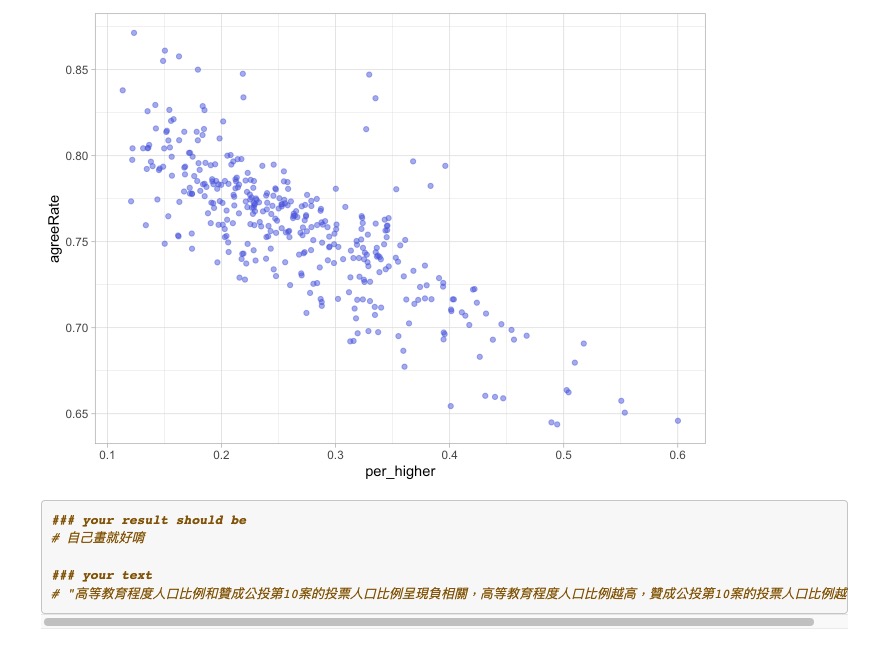 0.85
0.80
0.75
0.70
0.65
agreeRate
0.1 0.2 0.3 0.4 0.5 0.6
per_higher
### your result should be
# 自己畫就好唷
### your text
# "高等教育程度人口比例和贊成公投第10案的投票人口比例呈現負相關，高等教育程度人口比例越高，贊成公投第10案的投票人口比例越